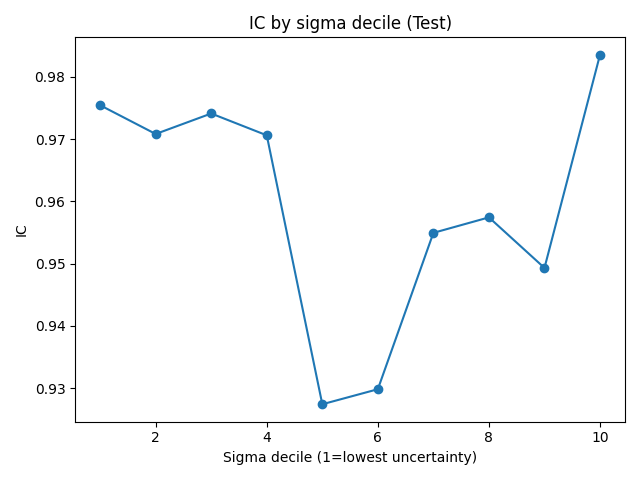 IC by sigma decile (Test)
0.98
0.97
0.96
0.95
0.94
0.93
IC
2 4 6 8 10
Sigma decile (1=lowest uncertainty)